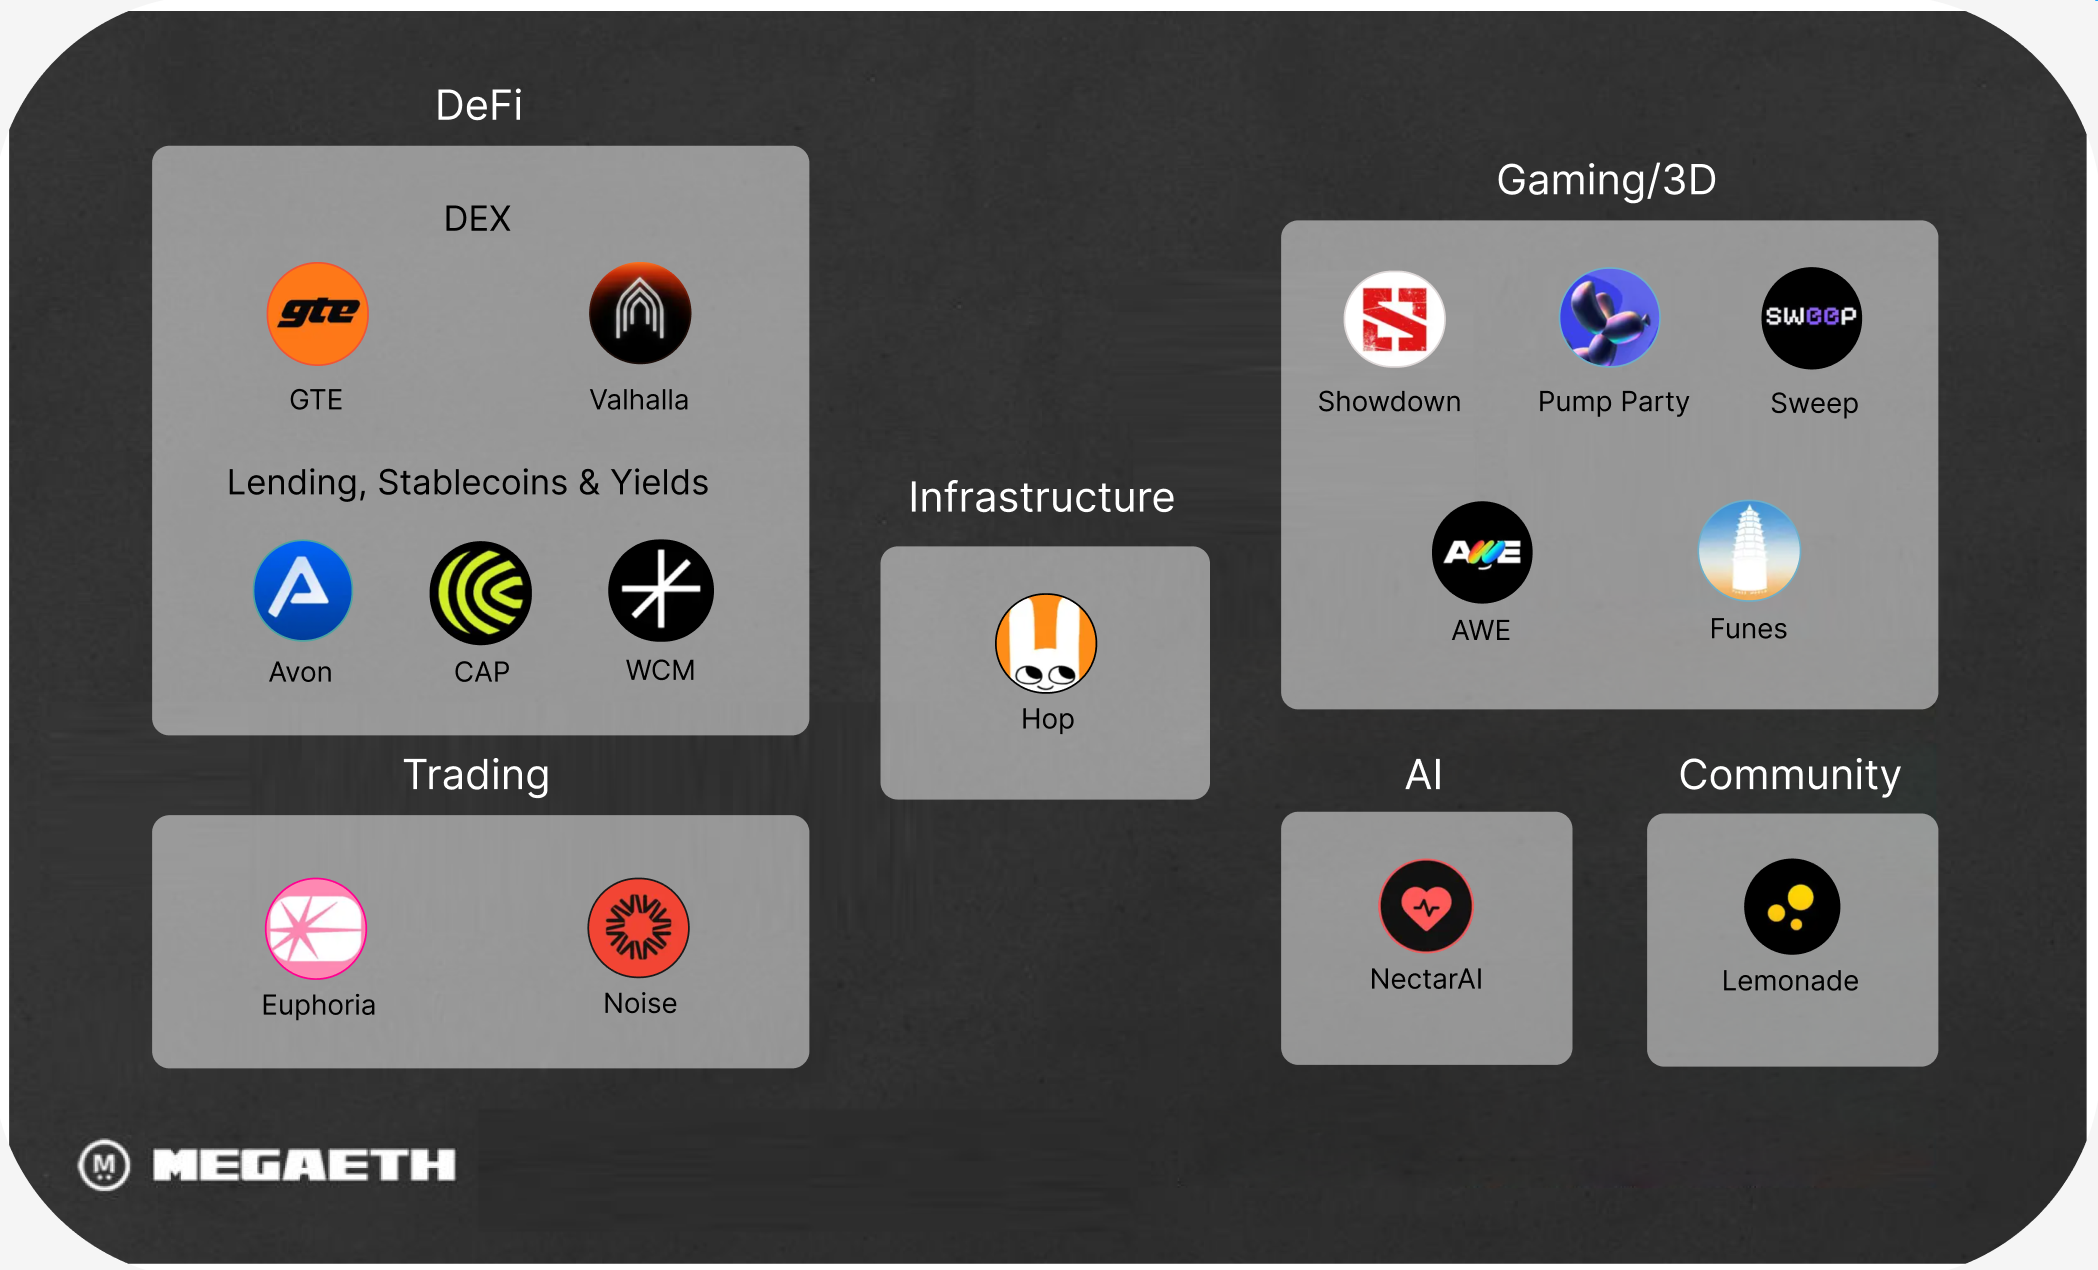 DeFi
DEX
gte
GTE
Valhalla
Lending, Stablecoins & Yields
Avon
CAP
WCM
Trading
Euphoria
Noise
Infrastructure
Hop
Gaming/3D
Showdown
Pump Party
SWEEP
Sweep
AWE
AWE
Funes
AI
NectarAI
Community
Lemonade
M MEGAETH